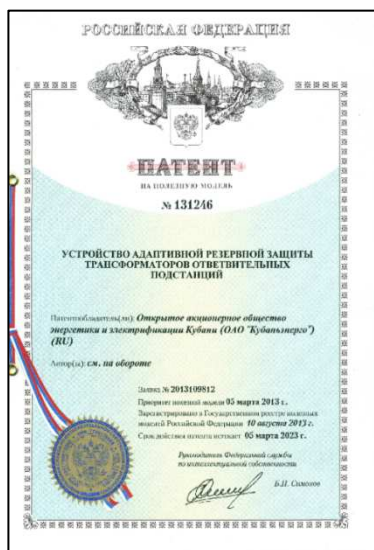 РОССИЙСКАЯ ФЕДЕРАЦИЯ
ПАТЕНТ
НА ПОЛЕЗНУЮ МОДЕЛЬ
№ 131246
УСТРОЙСТВО АДАПТИВНОЙ РЕЗЕРВНОЙ ЗАЩИТЫ
ТРАНСФОРМАТОРОВ ОТВЕТВИТЕЛЬНЫХ
ПОДСТАНЦИЙ
Патентообладатель(ли): Открытое акционерное общество
энергетики и электрификации Кубани (ОАО "Кубаньэнерго")
(RU)
Автор(ы): см. на обороте
Заявка № 2013109812
Приоритет полезной модели 05 марта 2013 г.
Зарегистрировано в Государственном реестре полезных
моделей Российской Федерации 10 августа 2013 г.
Срок действия патента истекает 05 марта 2023 г.
Руководитель Федеральной службы
по интеллектуальной собственности
Б.П. Симонов